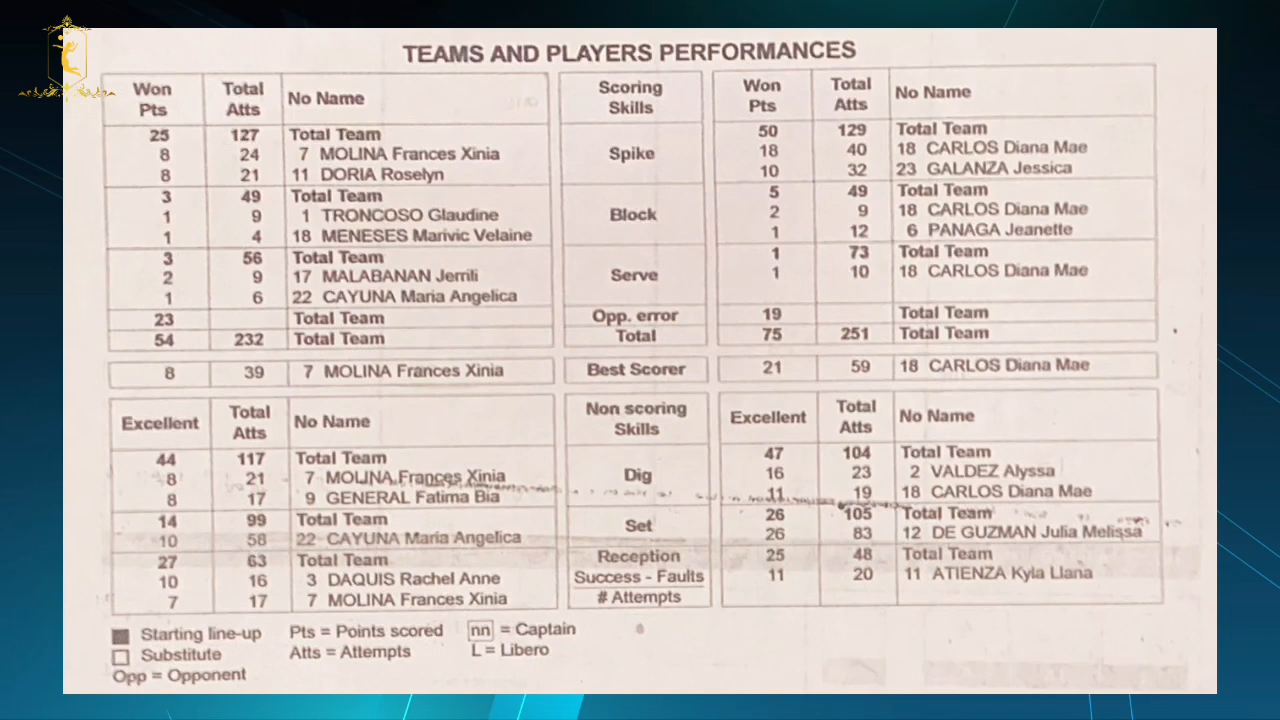 TEAMS AND PLAYERS PERFORMANCES
Won Pts Total Atts No Name Scoring Skills Won Pts Total Atts No Name
25 127 Total Team Spike 50 129 Total Team
8 24 7 MOLINA Frances Xinia 18 40 18 CARLOS Diana Mae
8 21 11 DORIA Roselyn 10 32 23 GALANZA Jessica
3 49 Total Team Block 5 49 Total Team
1 9 1 TRONCOSO Glaudine 2 9 18 CARLOS Diana Mae
1 4 18 MENESES Marivic Velaine 1 12 6 PANAGA Jeanette
3 56 Total Team Serve 1 73 Total Team
2 9 17 MALABANAN Jerrili 1 10 18 CARLOS Diana Mae
1 6 22 CAYUNA Maria Angelica
23 Total Team Opp. error 19 Total Team
54 232 Total Team Total 75 251 Total Team
8 39 7 MOLINA Frances Xinia Best Scorer 21 59 18 CARLOS Diana Mae
Excellent Total Atts No Name Non scoring Skills Excellent Total Atts No Name
44 117 Total Team Dig 47 104 Total Team
8 21 7 MOLINA Frances Xinia 16 23 2 VALDEZ Alyssa
8 17 9 GENERAL Fatima Bia 11 19 18 CARLOS Diana Mae
14 99 Total Team Set 26 105 Total Team
10 58 22 CAYUNA Maria Angelica 26 83 12 DE GUZMAN Julia Melissa
27 63 Total Team Reception 25 48 Total Team
10 16 3 DAQUIS Rachel Anne Success - Faults 11 20 11 ATIENZA Kyla Llana
7 17 7 MOLINA Frances Xinia # Attempts
Starting line-up Pts = Points scored nn = Captain
Substitute Atts = Attempts L = Libero
Opp = Opponent